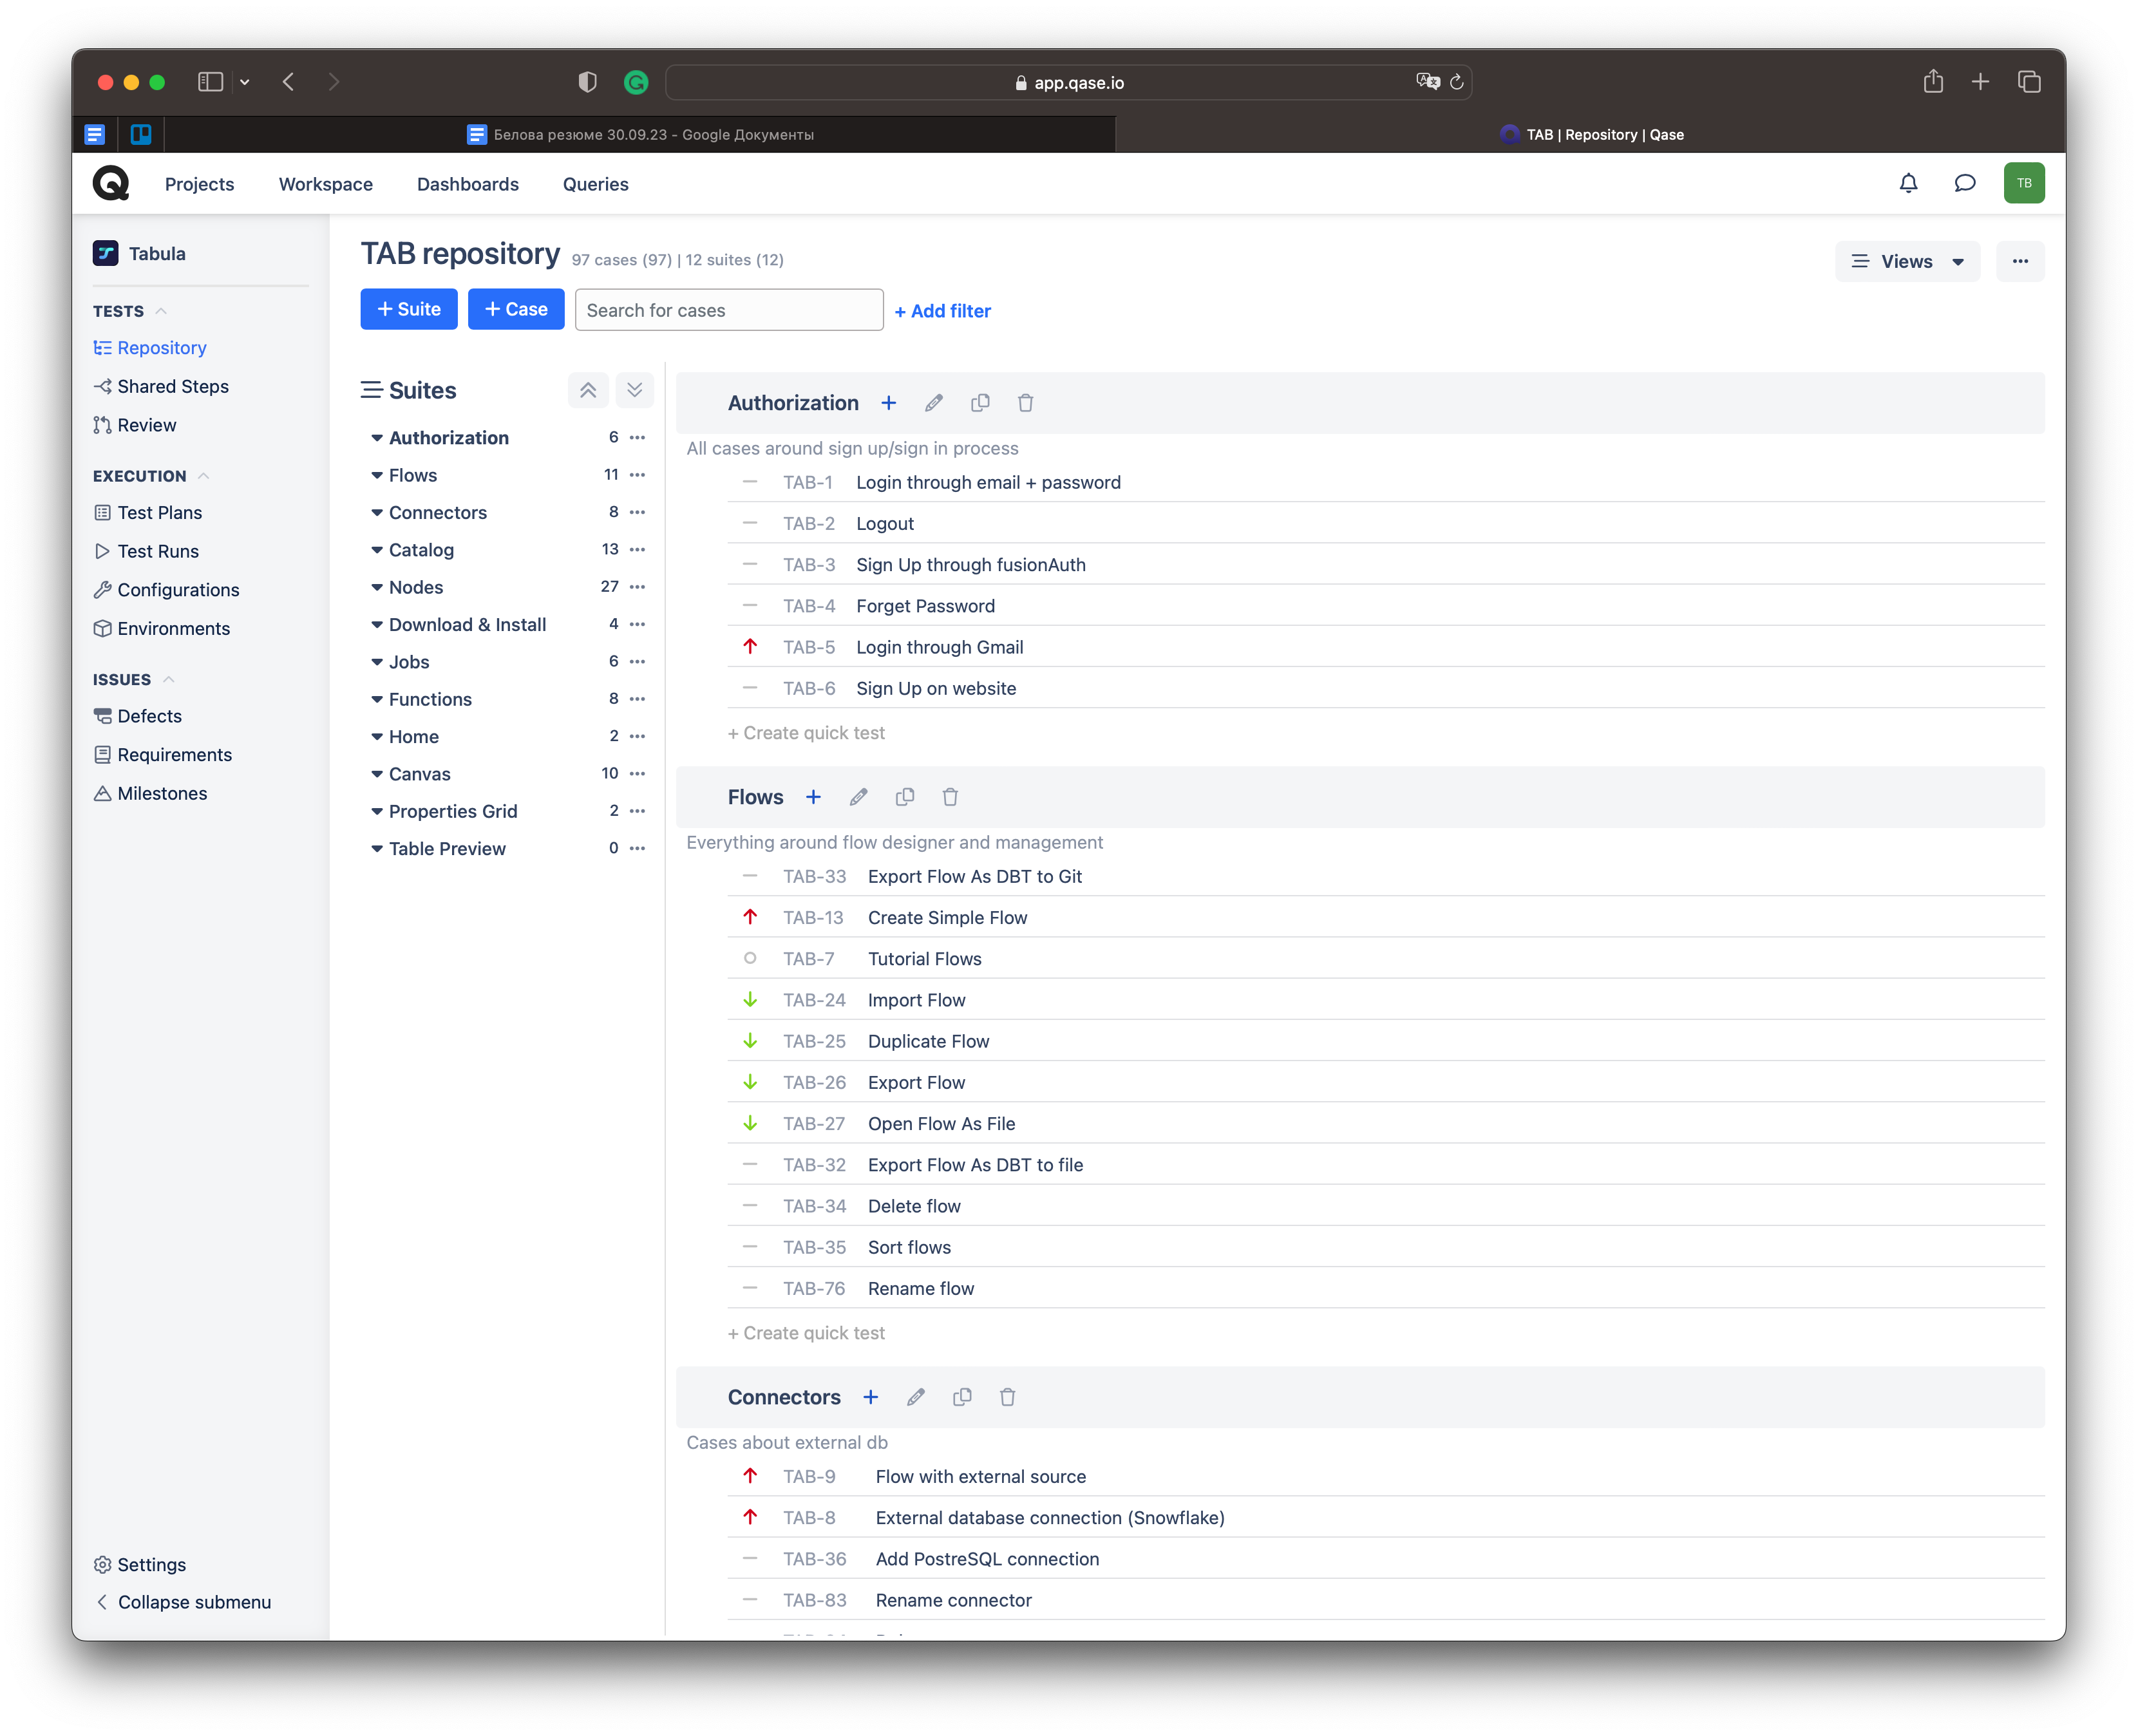 app.qase.io
Белова резюме 30.09.23 - Google Документы
TAB | Repository | Qase
Projects
Workspace
Dashboards
Queries
TB
Tabula
TESTS
Repository
Shared Steps
Review
EXECUTION
Test Plans
Test Runs
Configurations
Environments
ISSUES
Defects
Requirements
Milestones
Settings
Collapse submenu
TAB repository 97 cases (97) | 12 suites (12)
Views
+ Suite
+ Case
Search for cases
+ Add filter
Suites
Authorization 6
Flows 11
Connectors 8
Catalog 13
Nodes 27
Download & Install 4
Jobs 6
Functions 8
Home 2
Canvas 10
Properties Grid 2
Table Preview 0
Authorization
All cases around sign up/sign in process
TAB-1 Login through email + password
TAB-2 Logout
TAB-3 Sign Up through fusionAuth
TAB-4 Forget Password
TAB-5 Login through Gmail
TAB-6 Sign Up on website
+ Create quick test
Flows
Everything around flow designer and management
TAB-33 Export Flow As DBT to Git
TAB-13 Create Simple Flow
TAB-7 Tutorial Flows
TAB-24 Import Flow
TAB-25 Duplicate Flow
TAB-26 Export Flow
TAB-27 Open Flow As File
TAB-32 Export Flow As DBT to file
TAB-34 Delete flow
TAB-35 Sort flows
TAB-76 Rename flow
+ Create quick test
Connectors
Cases about external db
TAB-9 Flow with external source
TAB-8 External database connection (Snowflake)
TAB-36 Add PostreSQL connection
TAB-83 Rename connector